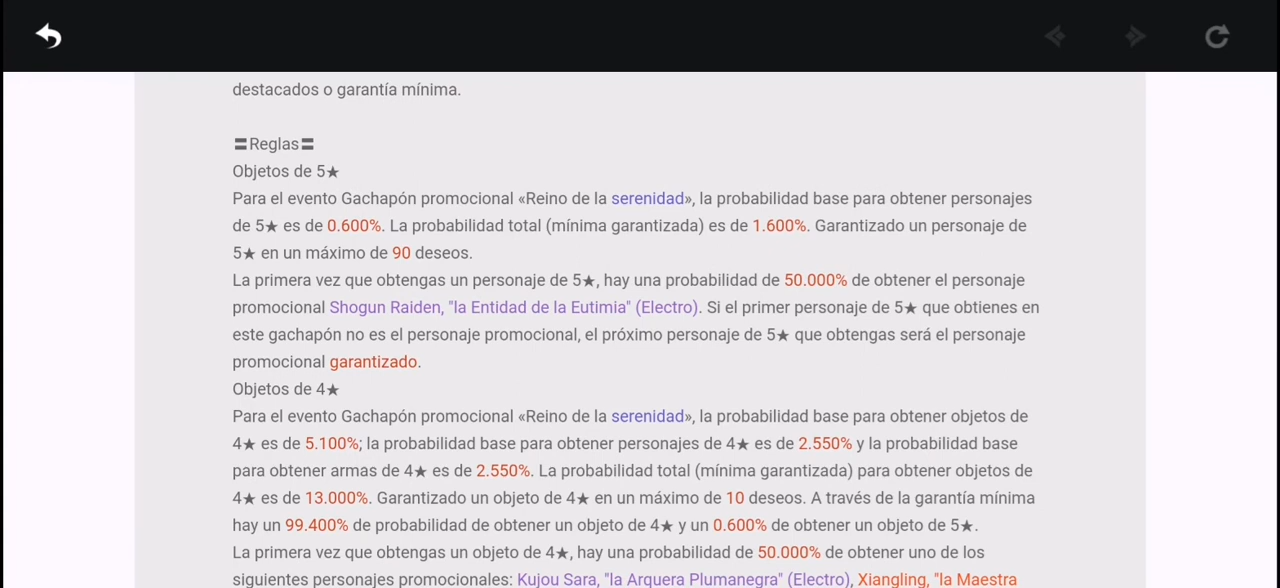 destacados o garantía mínima.
〓Reglas〓
Objetos de 5★
Para el evento Gachapón promocional «Reino de la serenidad», la probabilidad base para obtener personajes
de 5★ es de 0.600%. La probabilidad total (mínima garantizada) es de 1.600%. Garantizado un personaje de
5★ en un máximo de 90 deseos.
La primera vez que obtengas un personaje de 5★, hay una probabilidad de 50.000% de obtener el personaje
promocional Shogun Raiden, "la Entidad de la Eutimia" (Electro). Si el primer personaje de 5★ que obtienes en
este gachapón no es el personaje promocional, el próximo personaje de 5★ que obtengas será el personaje
promocional garantizado.
Objetos de 4★
Para el evento Gachapón promocional «Reino de la serenidad», la probabilidad base para obtener objetos de
4★ es de 5.100%; la probabilidad base para obtener personajes de 4★ es de 2.550% y la probabilidad base
para obtener armas de 4★ es de 2.550%. La probabilidad total (mínima garantizada) para obtener objetos de
4★ es de 13.000%. Garantizado un objeto de 4★ en un máximo de 10 deseos. A través de la garantía mínima
hay un 99.400% de probabilidad de obtener un objeto de 4★ y un 0.600% de obtener un objeto de 5★.
La primera vez que obtengas un objeto de 4★, hay una probabilidad de 50.000% de obtener uno de los
siguientes personajes promocionales: Kujou Sara, "la Arquera Plumanegra" (Electro), Xiangling, "la Maestra